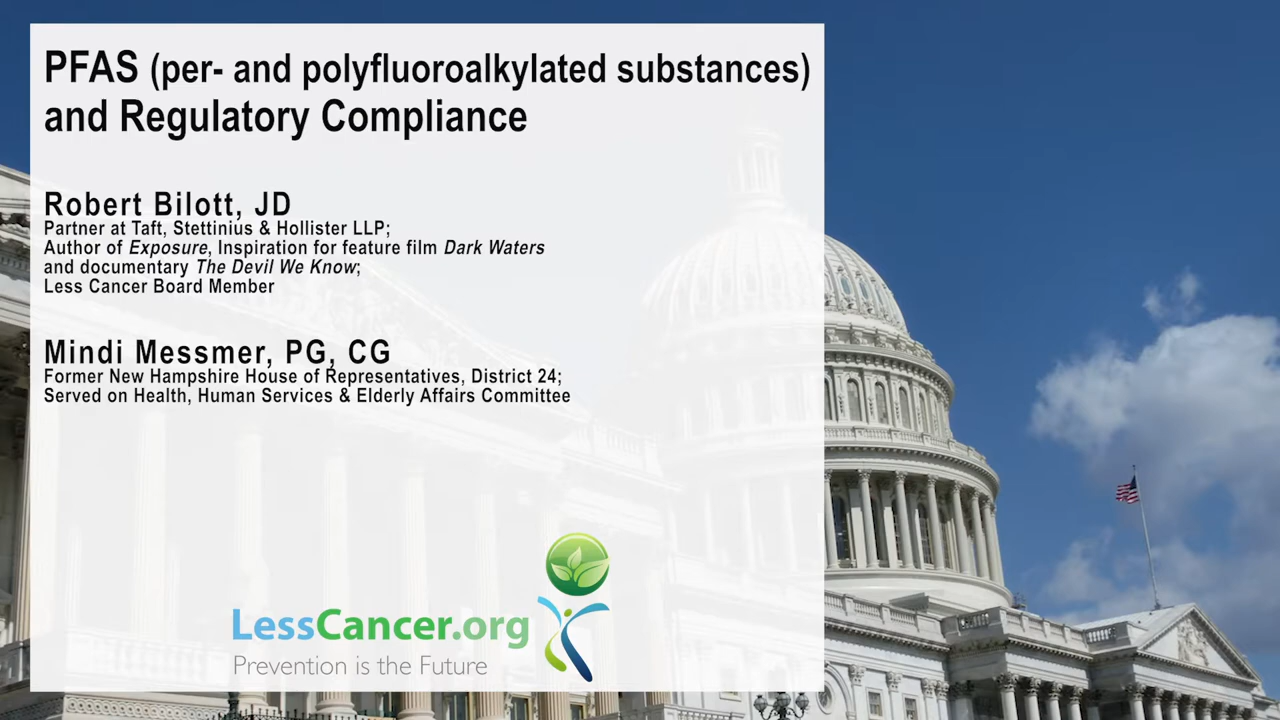 PFAS (per- and polyfluoroalkylated substances)
and Regulatory Compliance
Robert Bilott, JD
Partner at Taft, Stettinius & Hollister LLP;
Author of Exposure, Inspiration for feature film Dark Waters
and documentary The Devil We Know;
Less Cancer Board Member
Mindi Messmer, PG, CG
Former New Hampshire House of Representatives, District 24;
Served on Health, Human Services & Elderly Affairs Committee
LessCancer.org
Prevention is the Future